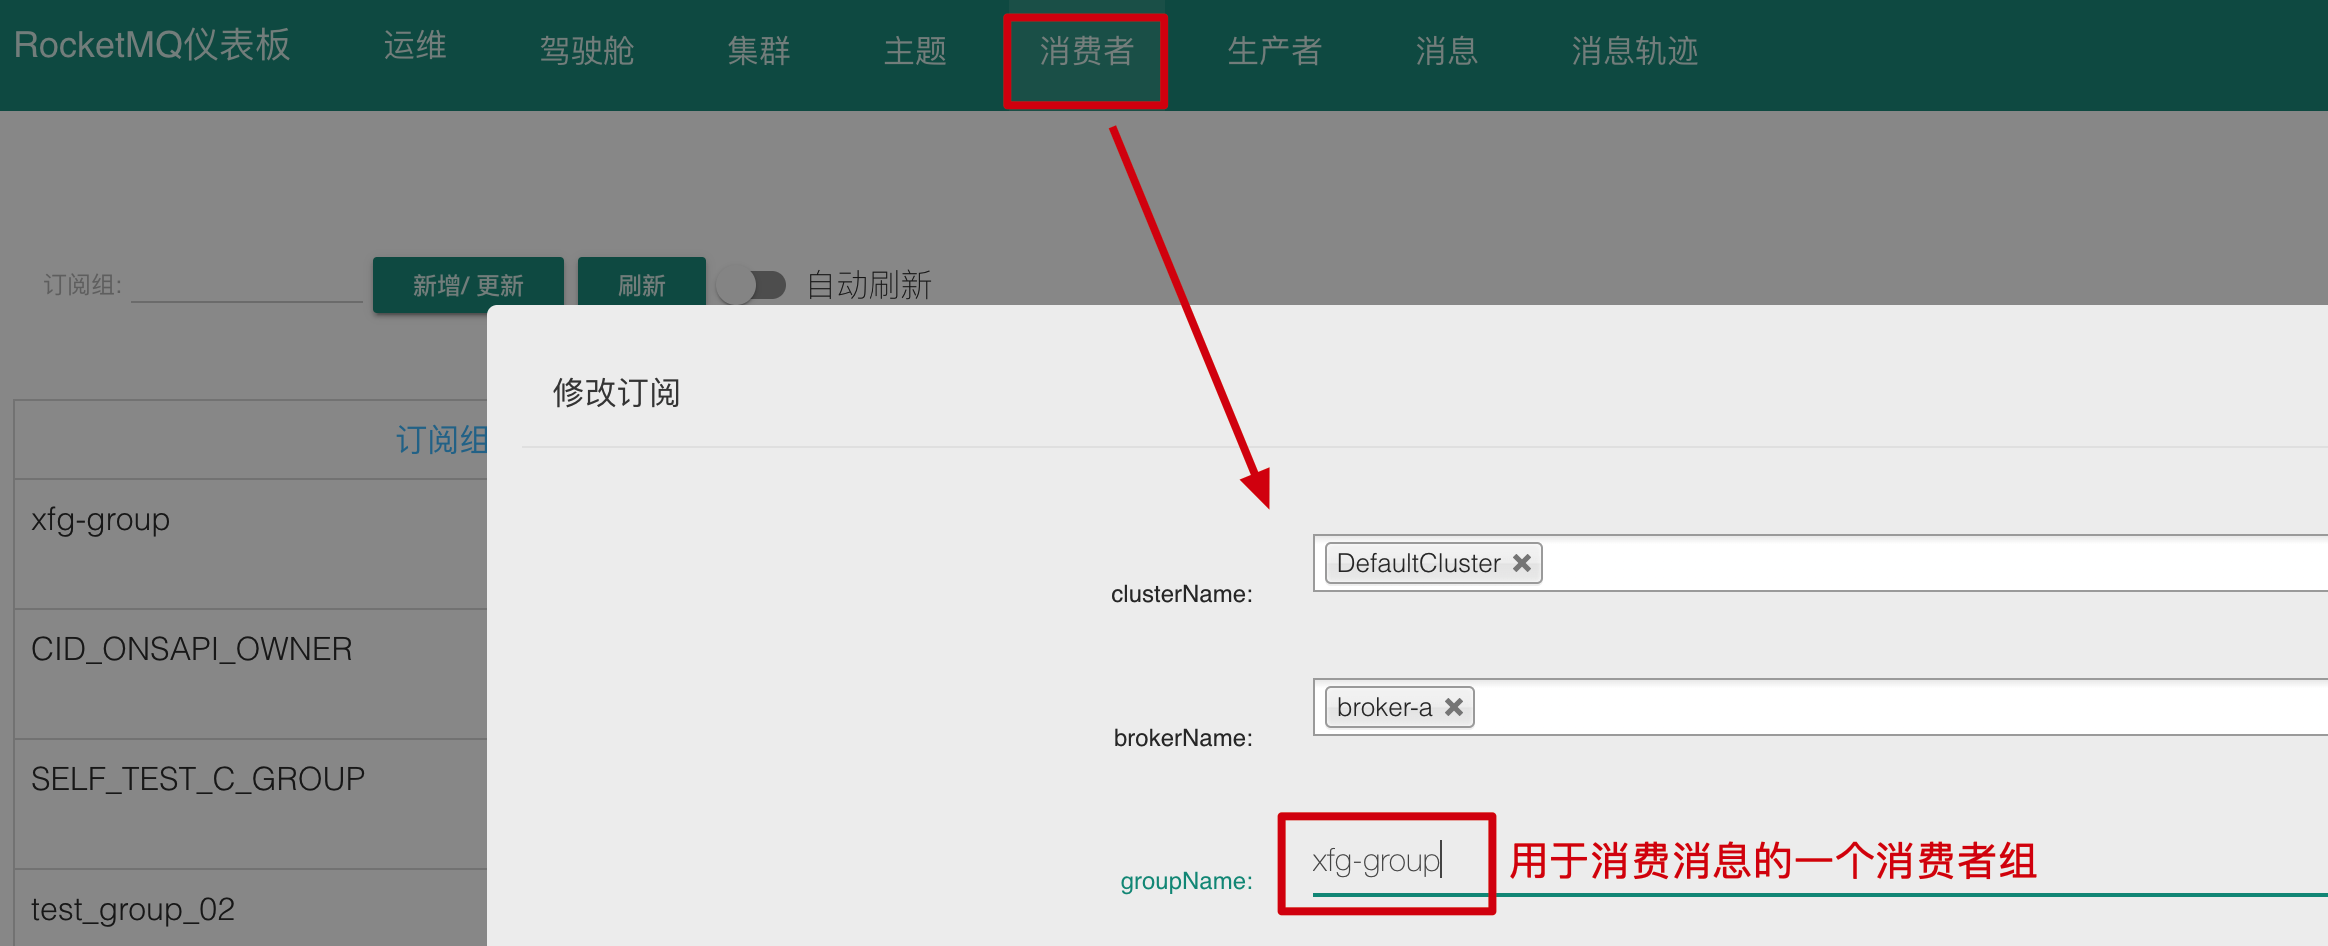 RocketMQ仪表板 运维 驾驶舱 集群 主题 消费者 生产者 消息 消息轨迹
订阅组: 新增/ 更新 刷新 自动刷新
修改订阅
订阅组
xfg-group
CID_ONSAPI_OWNER
SELF_TEST_C_GROUP
test_group_02
clusterName: DefaultCluster
brokerName: broker-a
groupName: xfg-group 用于消费消息的一个消费者组